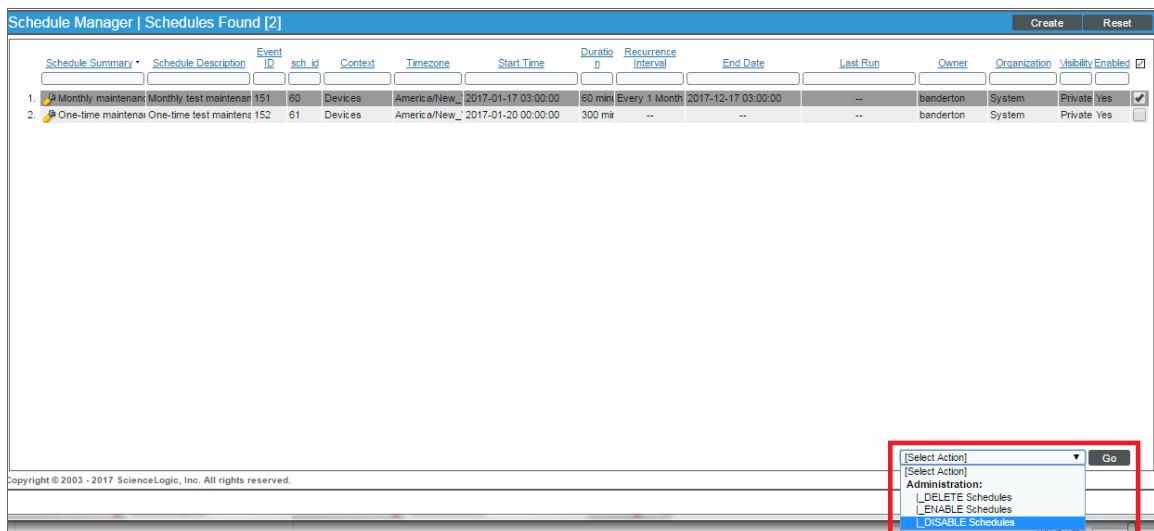 Schedule Manager | Schedules Found [2] Create Reset
Schedule Summary Schedule Description Event ID sch_id Context Timezone Start Time Duration Recurrence Interval End Date Last Run Owner Organization Visibility Enabled
1. Monthly maintenanc Monthly test maintenan 151 60 Devices America/New_ 2017-01-17 03:00:00 60 minu Every 1 Month 2017-12-17 03:00:00 -- banderton System Private Yes
2. One-time maintenan One-time test maintena 152 61 Devices America/New_ 2017-01-20 00:00:00 300 min -- -- -- banderton System Private Yes
[Select Action] Go
[Select Action]
Administration:
|_DELETE Schedules
|_ENABLE Schedules
|_DISABLE Schedules
Copyright © 2003 - 2017 ScienceLogic, Inc. All rights reserved.